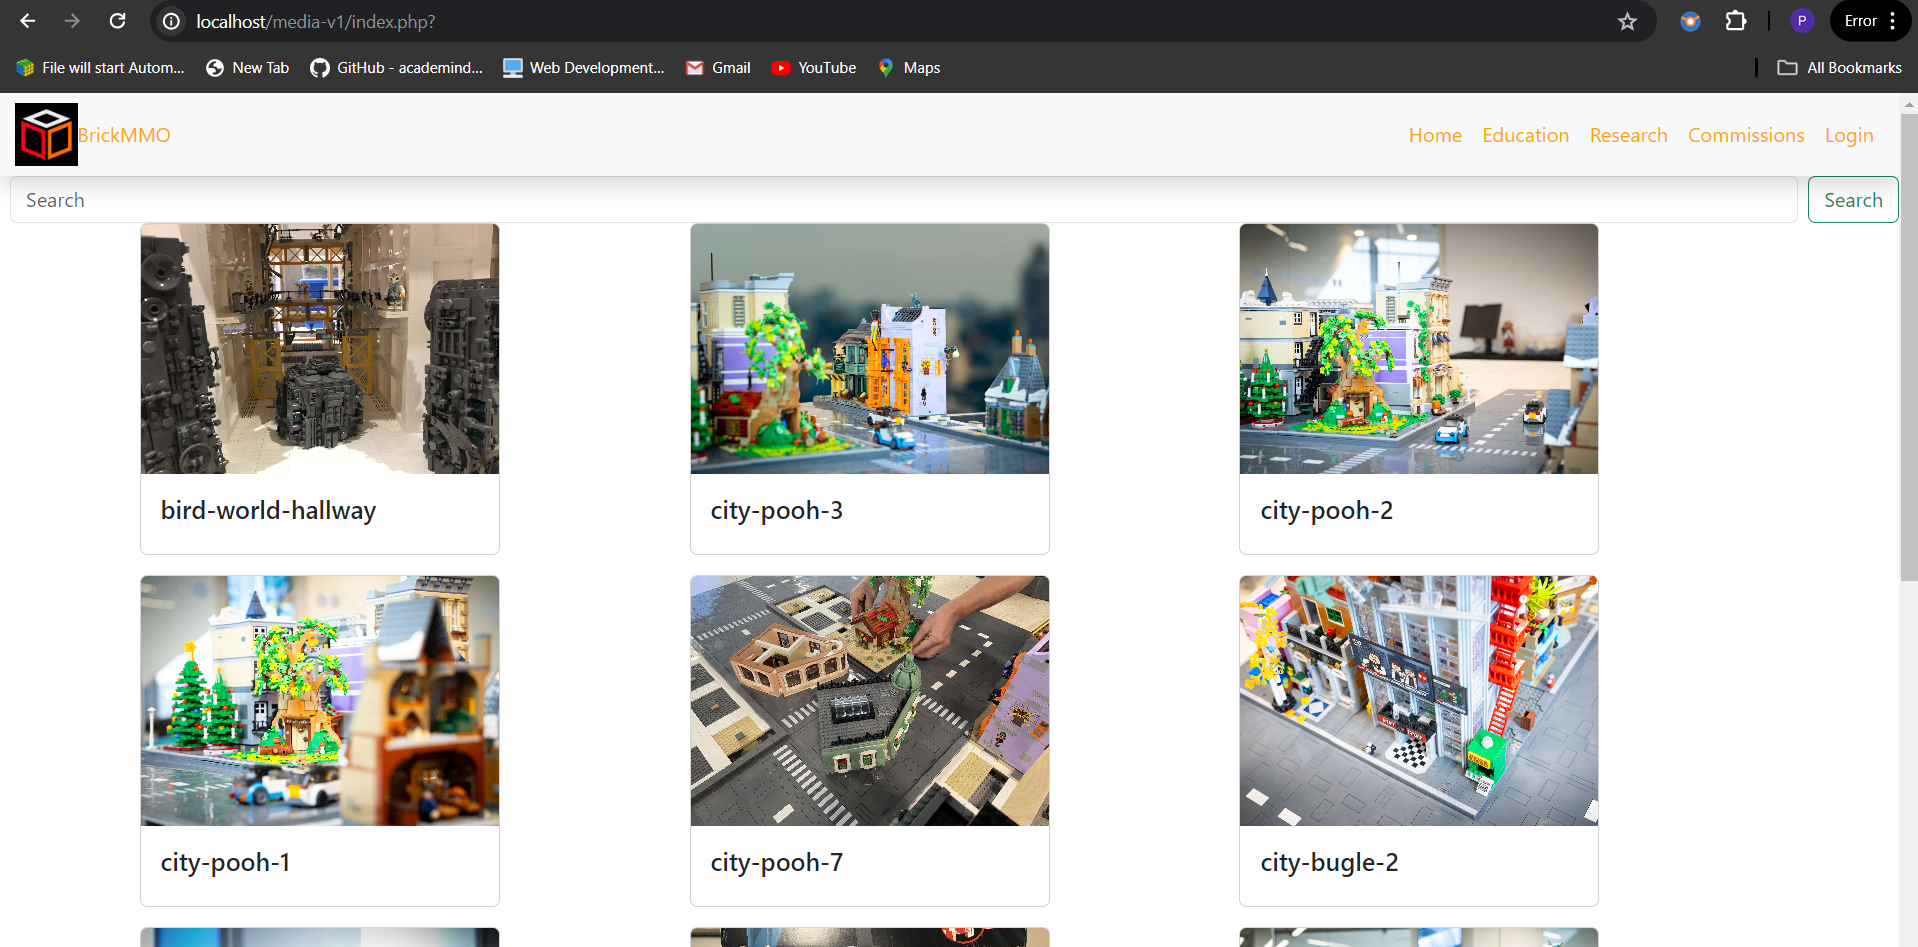 localhost/media-v1/index.php?
P
Error
File will start Autom...
New Tab
GitHub - academind...
Web Development...
Gmail
YouTube
Maps
All Bookmarks
BrickMMO
Home
Education
Research
Commissions
Login
Search
Search
bird-world-hallway
city-pooh-3
city-pooh-2
city-pooh-1
city-pooh-7
city-bugle-2